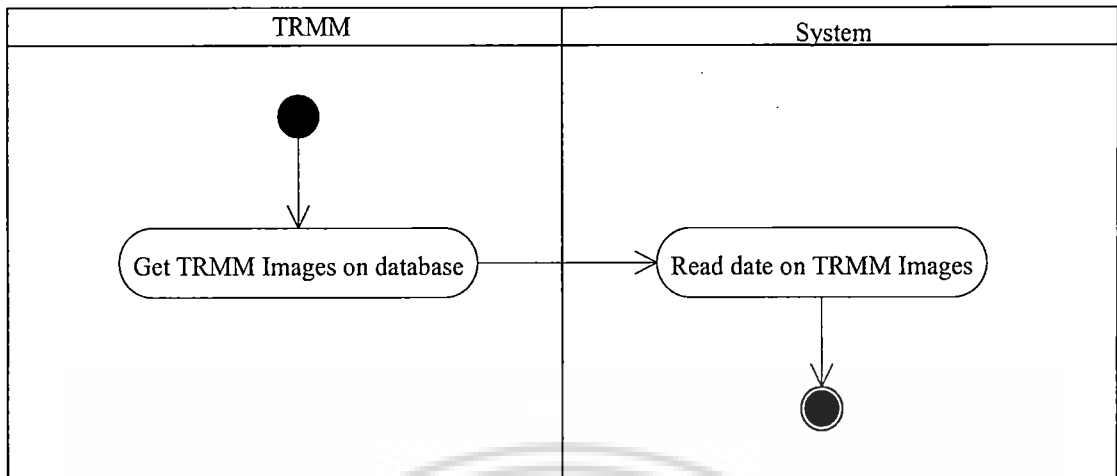 TRMM
System
Get TRMM Images on database
Read date on TRMM Images